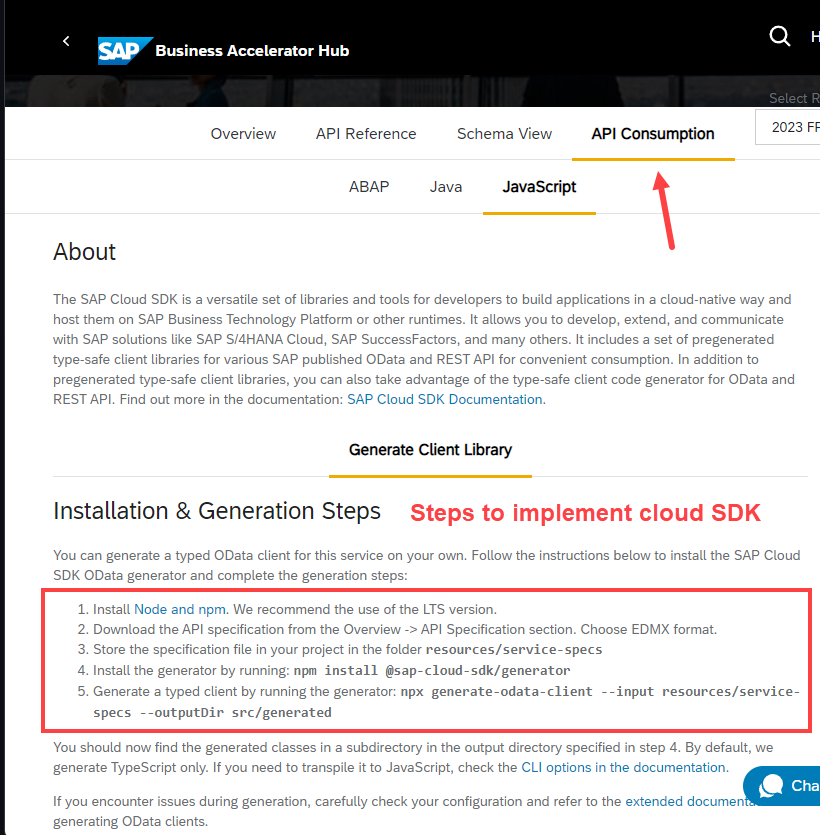 SAP Business Accelerator Hub
H
Select R
Overview API Reference Schema View API Consumption 2023 FP
ABAP Java JavaScript
About
The SAP Cloud SDK is a versatile set of libraries and tools for developers to build applications in a cloud-native way and
host them on SAP Business Technology Platform or other runtimes. It allows you to develop, extend, and communicate
with SAP solutions like SAP S/4HANA Cloud, SAP SuccessFactors, and many others. It includes a set of pregenerated
type-safe client libraries for various SAP published OData and REST API for convenient consumption. In addition to
pregenerated type-safe client libraries, you can also take advantage of the type-safe client code generator for OData and
REST API. Find out more in the documentation: SAP Cloud SDK Documentation.
Generate Client Library
Installation & Generation Steps Steps to implement cloud SDK
You can generate a typed OData client for this service on your own. Follow the instructions below to install the SAP Cloud
SDK OData generator and complete the generation steps:
1. Install Node and npm. We recommend the use of the LTS version.
2. Download the API specification from the Overview -> API Specification section. Choose EDMX format.
3. Store the specification file in your project in the folder resources/service-specs
4. Install the generator by running: npm install @sap-cloud-sdk/generator
5. Generate a typed client by running the generator: npx generate-odata-client --input resources/service-
specs --outputDir src/generated
You should now find the generated classes in a subdirectory in the output directory specified in step 4. By default, we
generate TypeScript only. If you need to transpile it to JavaScript, check the CLI options in the documentation.
Cha
If you encounter issues during generation, carefully check your configuration and refer to the extended documenta
generating OData clients.